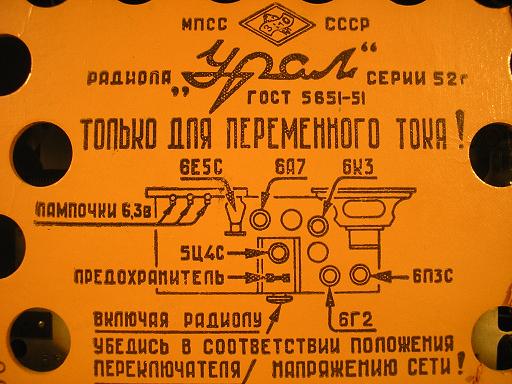 МПСС СССР
РАДИОЛА „Урал“ СЕРИИ 52г
ГОСТ 5651-51
ТОЛЬКО ДЛЯ ПЕРЕМЕННОГО ТОКА!
6Е5С 6А7 6К3
ЛАМПОЧКИ 6,3в
5Ц4С
ПРЕДОХРАНИТЕЛЬ 6П3С
ВКЛЮЧАЯ РАДИОЛУ 6Г2
УБЕДИСЬ В СООТВЕТСТВИИ ПОЛОЖЕНИЯ
ПЕРЕКЛЮЧАТЕЛЯ / НАПРЯЖЕНИЮ СЕТИ!